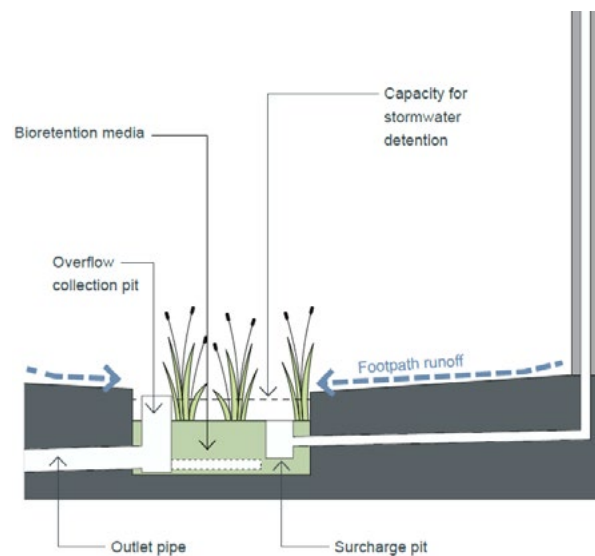 Capacity for
stormwater
detention
Bioretention media
Overflow
collection pit
Footpath runoff
Outlet pipe
Surcharge pit